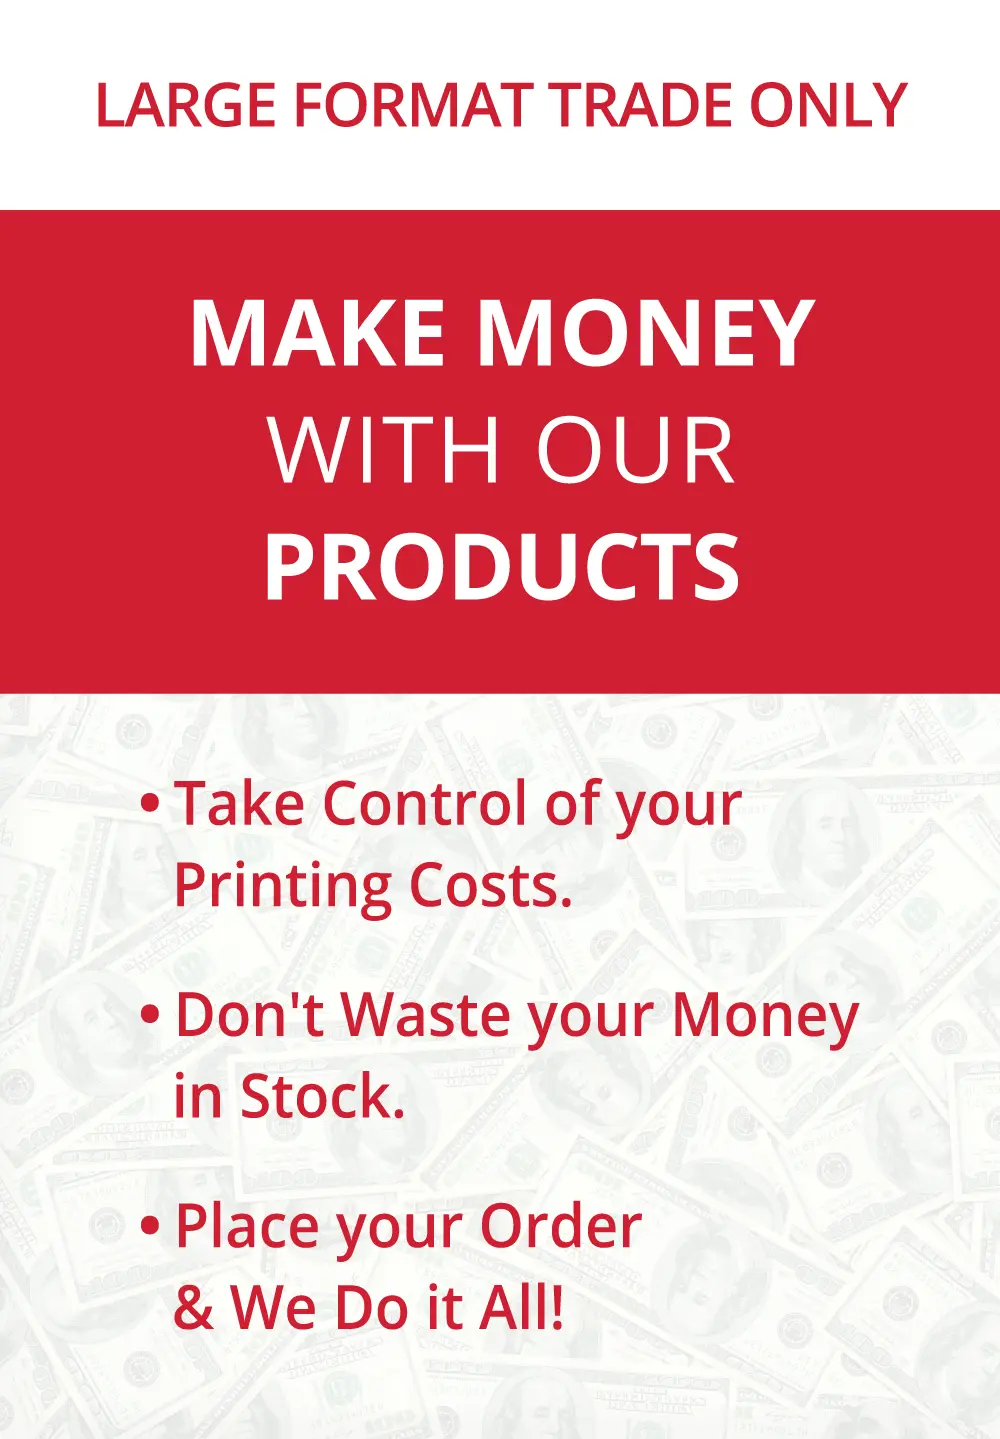 LARGE FORMAT TRADE ONLY
MAKE MONEY
WITH OUR
PRODUCTS
• Take Control of your
Printing Costs.
• Don't Waste your Money
in Stock.
• Place your Order
& We Do it All!